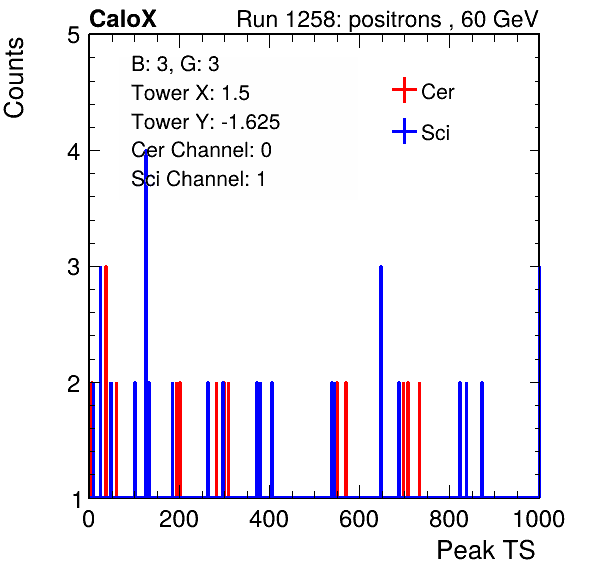 CaloX Run 1258: positrons , 60 GeV
Counts
5
4
3
2
1
B: 3, G: 3
Tower X: 1.5
Tower Y: -1.625
Cer Channel: 0
Sci Channel: 1
Cer
Sci
0 200 400 600 800 1000
Peak TS